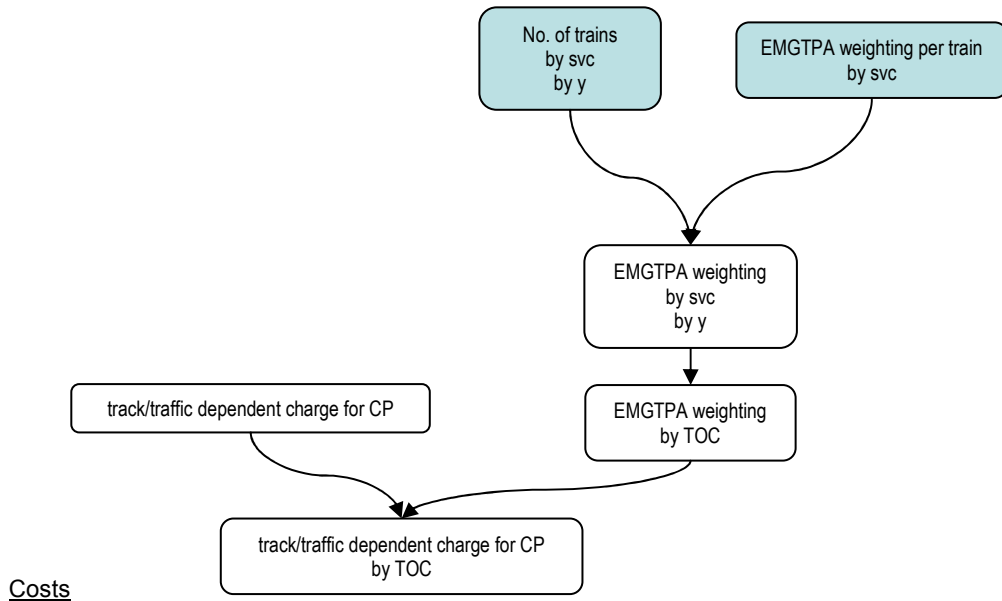 No. of trains
by svc
by y
EMGTPA weighting per train
by svc
EMGTPA weighting
by svc
by y
track/traffic dependent charge for CP
EMGTPA weighting
by TOC
track/traffic dependent charge for CP
by TOC
Costs